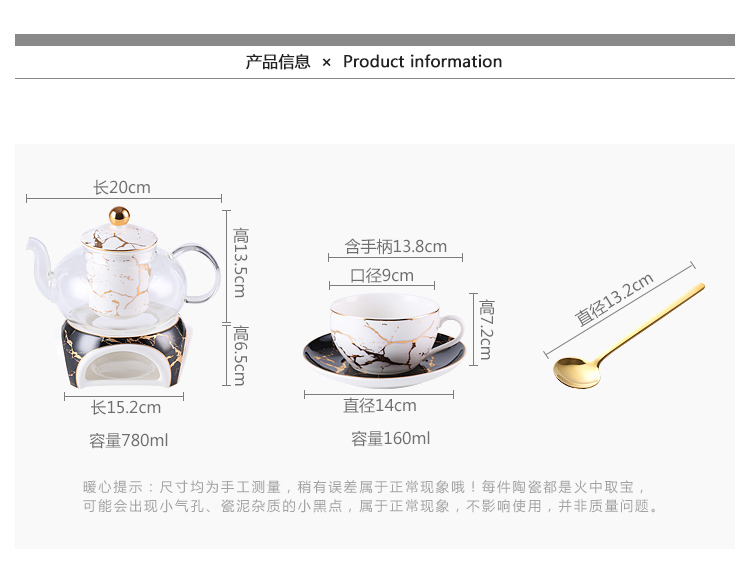 产品信息 × Product information
长20cm
高13.5cm
高6.5cm
长15.2cm
容量780ml
含手柄13.8cm
口径9cm
高7.2cm
直径14cm
容量160ml
直径13.2cm
暖心提示：尺寸均为手工测量，稍有误差属于正常现象哦！每件陶瓷都是火中取宝，
可能会出现小气孔、瓷泥杂质的小黑点，属于正常现象，不影响使用，并非质量问题。